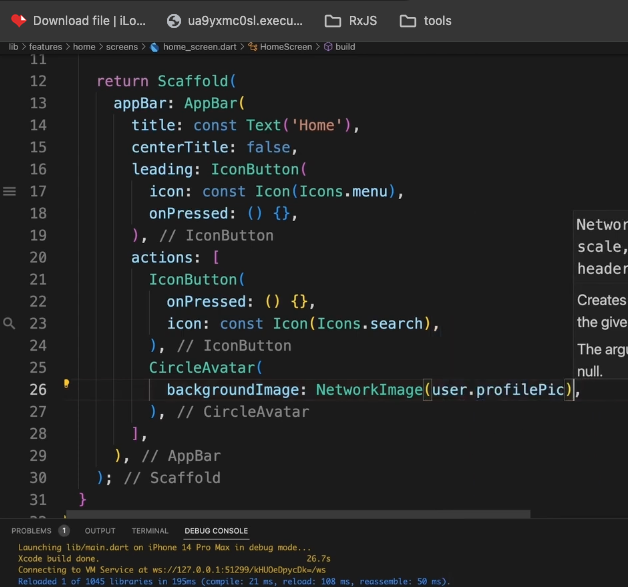 Download file | iLo...
ua9yxmc0sl.execu...
RxJS
tools
lib > features > home > screens > home_screen.dart > HomeScreen > build
11
12 return Scaffold(
13 appBar: AppBar(
14 title: const Text('Home'),
15 centerTitle: false,
16 leading: IconButton(
17 icon: const Icon(Icons.menu),
18 onPressed: () {},
19 ), // IconButton
20 actions: [
21 IconButton(
22 onPressed: () {},
23 icon: const Icon(Icons.search),
24 ), // IconButton
25 CircleAvatar(
26 backgroundImage: NetworkImage(user.profilePic),
27 ), // CircleAvatar
28 ],
29 ), // AppBar
30 ); // Scaffold
31 }
scale,
Creates
the give
null.
PROBLEMS 1 OUTPUT TERMINAL DEBUG CONSOLE
Launching lib/main.dart on iPhone 14 Pro Max in debug mode...
Xcode build done. 26.7s
Connecting to VM Service at ws://127.0.0.1:51299/kHUOeDpycDk=/ws
Reloaded 1 of 1045 libraries in 195ms (compile: 21 ms, reload: 108 ms, reassemble: 50 ms).